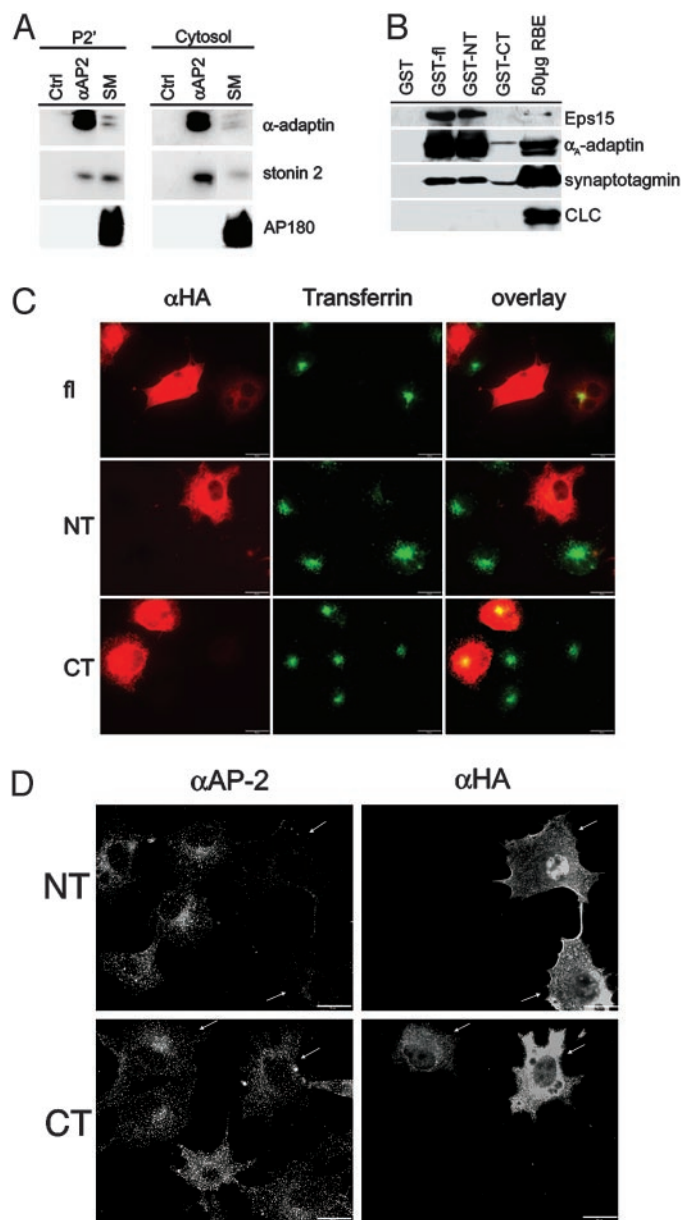 A
P2'
Cytosol
Ctrl
αAP2
SM
Ctrl
αAP2
SM
α-adaptin
stonin 2
AP180
B
GST
GST-fl
GST-NT
GST-CT
50μg RBE
Eps15
αA-adaptin
synaptotagmin
CLC
C
αHA
Transferrin
overlay
fl
NT
CT
D
αAP-2
αHA
NT
CT